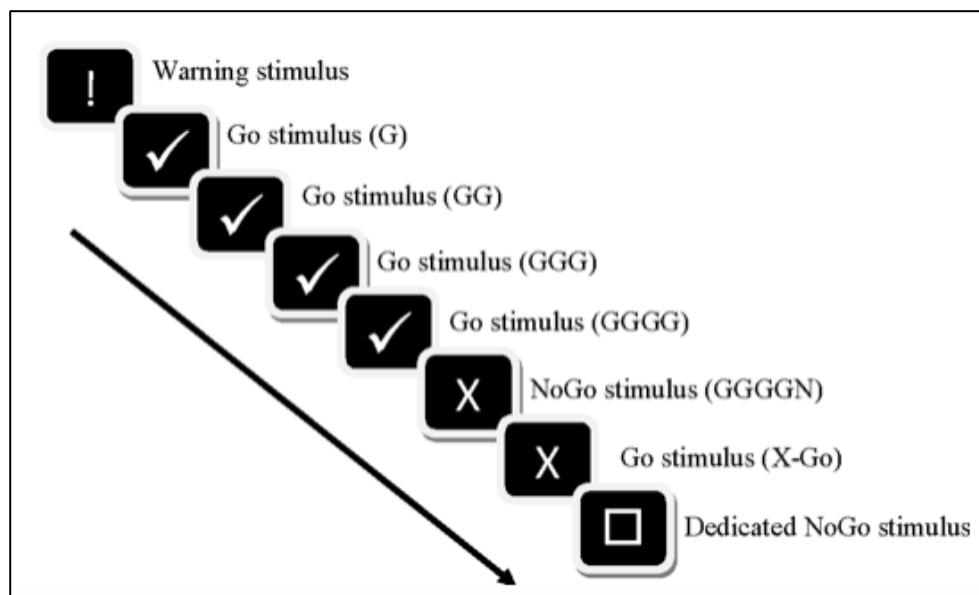 !
Warning stimulus
✓
Go stimulus (G)
✓
Go stimulus (GG)
✓
Go stimulus (GGG)
✓
Go stimulus (GGGG)
X
NoGo stimulus (GGGGN)
X
Go stimulus (X-Go)
Dedicated NoGo stimulus